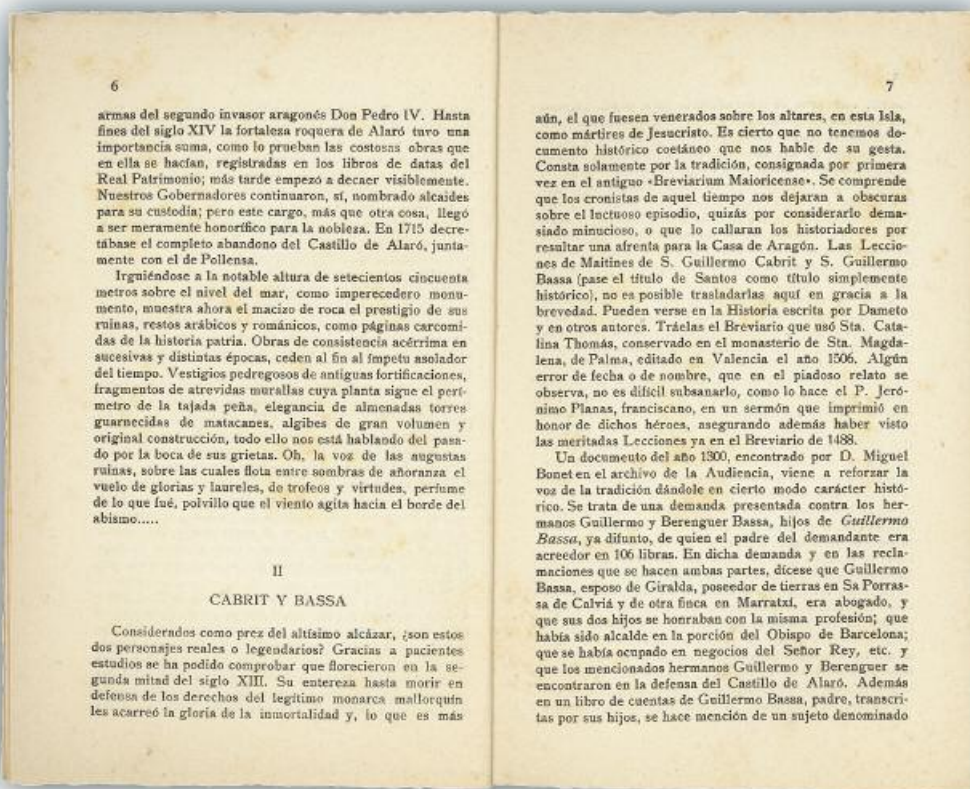 6
armas del segundo invasor aragonés Don Pedro IV. Hasta
fines del siglo XIV la fortaleza roquera de Alaró tuvo una
importancia suma, como lo prueban las costosas obras que
en ella se hacían, registradas en los libros de datas del
Real Patrimonio; más tarde empezó a decaer visiblemente.
Nuestros Gobernadores continuaron, sí, nombrado alcaides
para su custodia; pero este cargo, más que otra cosa, llegó
a ser meramente honorífico para la nobleza. En 1715 decre-
tábase el completo abandono del Castillo de Alaró, junta-
mente con el de Pollensa.
Irguiéndose a la notable altura de setecientos cincuenta
metros sobre el nivel del mar, como imperecedero monu-
mento, muestra ahora el macizo de roca el prestigio de sus
ruinas, restos arábicos y románicos, como páginas carcomi-
das de la historia patria. Obras de consistencia acérrima en
sucesivas y distintas épocas, ceden al fin al ímpetu asolador
del tiempo. Vestigios pedregosos de antiguas fortificaciones,
fragmentos de atrevidas murallas cuya planta sigue el perí-
metro de la tajada peña, elegancia de almenadas torres
guarnecidas de matacanes, algibes de gran volumen y
original construcción, todo ello nos está hablando del pasa-
do por la boca de sus grietas. Oh, la voz de las augustas
ruinas, sobre las cuales flota entre sombras de añoranza el
vuelo de glorias y laureles, de trofeos y virtudes, perfume
de lo que fué, polvillo que el viento agita hacia el borde del
abismo.....
II
CABRIT Y BASSA
Considerados como prez del altísimo alcázar, ¿son estos
dos personajes reales o legendarios? Gracias a pacientes
estudios se ha podido comprobar que florecieron en la se-
gunda mitad del siglo XIII. Su entereza hasta morir en
defensa de los derechos del legítimo monarca mallorquín
les acarreó la gloria de la inmortalidad y, lo que es más
7
aún, el que fuesen venerados sobre los altares, en esta Isla,
como mártires de Jesucristo. Es cierto que no tenemos do-
cumento histórico coetáneo que nos hable de su gesta.
Consta solamente por la tradición, consignada por primera
vez en el antiguo «Breviarium Maioricense». Se comprende
que los cronistas de aquel tiempo nos dejaran a obscuras
sobre el luctuoso episodio, quizás por considerarlo dema-
siado minucioso, o que lo callaran los historiadores por
resultar una afrenta para la Casa de Aragón. Las Leccio-
nes de Maitines de S. Guillermo Cabrit y S. Guillermo
Bassa (pase el título de Santos como título simplemente
histórico), no es posible trasladarlas aquí en gracia a la
brevedad. Pueden verse en la Historia escrita por Dameto
y en otros autores. Tráelas el Breviario que usó Sta. Cata-
lina Thomás, conservado en el monasterio de Sta. Magda-
lena, de Palma, editado en Valencia el año 1506. Algún
error de fecha o de nombre, que en el piadoso relato se
observa, no es difícil subsanarlo, como lo hace el P. Jeró-
nimo Planas, franciscano, en un sermón que imprimió en
honor de dichos héroes, asegurando además haber visto
las meritadas Lecciones ya en el Breviario de 1488.
Un documento del año 1300, encontrado por D. Miguel
Bonet en el archivo de la Audiencia, viene a reforzar la
voz de la tradición dándole en cierto modo carácter histó-
rico. Se trata de una demanda presentada contra los her-
manos Guillermo y Berenguer Bassa, hijos de Guillermo
Bassa, ya difunto, de quien el padre del demandante era
acreedor en 106 libras. En dicha demanda y en las recla-
maciones que se hacen ambas partes, dícese que Guillermo
Bassa, esposo de Giralda, poseedor de tierras en Sa Porras-
sa de Calviá y de otra finca en Marratxí, era abogado, y
que sus dos hijos se honraban con la misma profesión; que
había sido alcalde en la porción del Obispo de Barcelona;
que se había ocupado en negocios del Señor Rey, etc. y
que los mencionados hermanos Guillermo y Berenguer se
encontraron en la defensa del Castillo de Alaró. Además
en un libro de cuentas de Guillermo Bassa, padre, transcri-
tas por sus hijos, se hace mención de un sujeto denominado